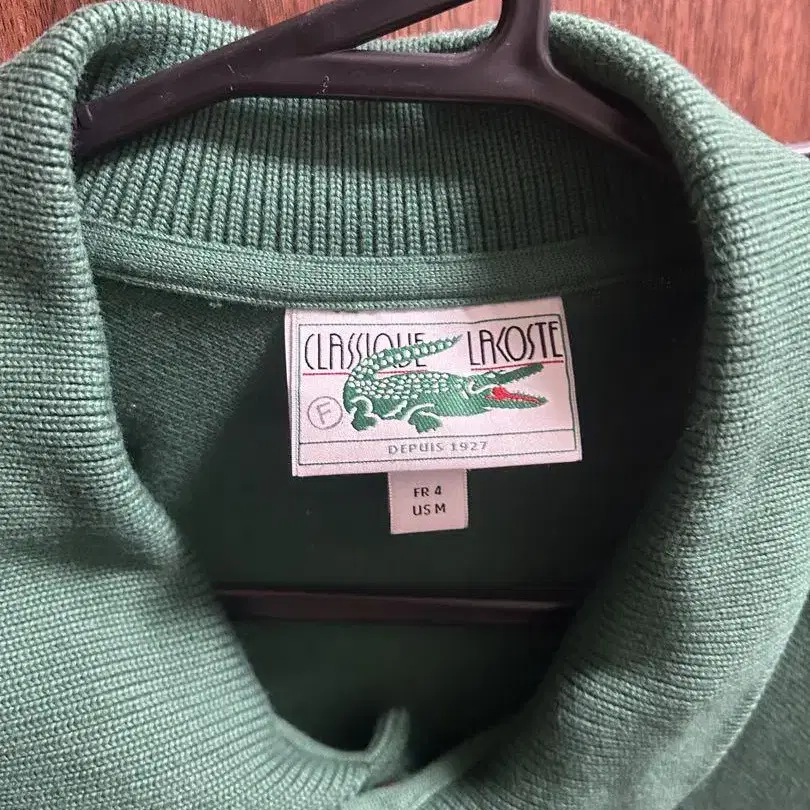 CLASSIQUE LACOSTE
F
DEPUIS 1927
FR 4
US M